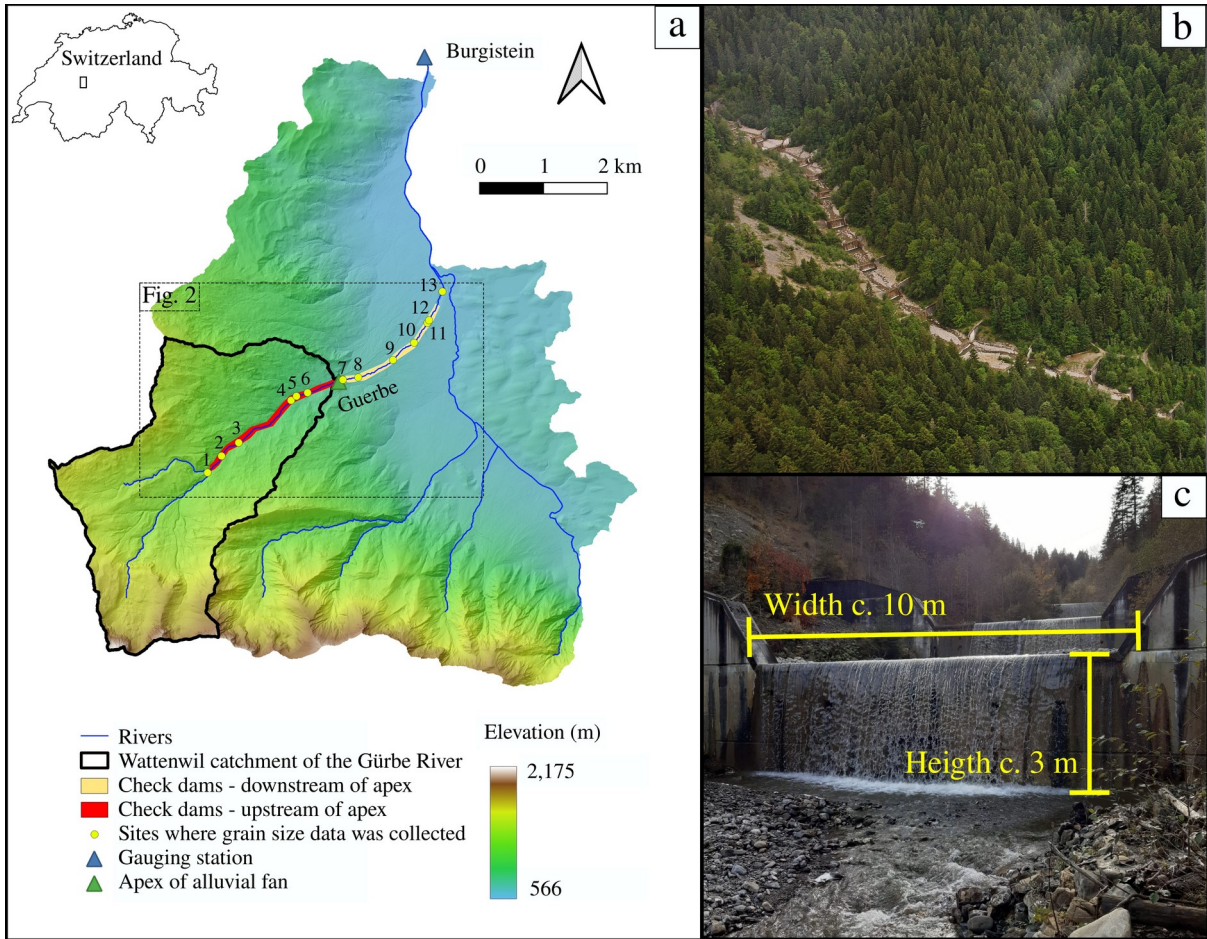 a
Switzerland
Burgistein
0 1 2 km
Fig. 2
13
12
11
10
9
8
7
6
5
4
3
2
1
Guerbe
Rivers
Wattenwil catchment of the Gürbe River
Check dams - downstream of apex
Check dams - upstream of apex
Sites where grain size data was collected
Gauging station
Apex of alluvial fan
Elevation (m)
2,175
566
b
c
Width c. 10 m
Heigth c. 3 m